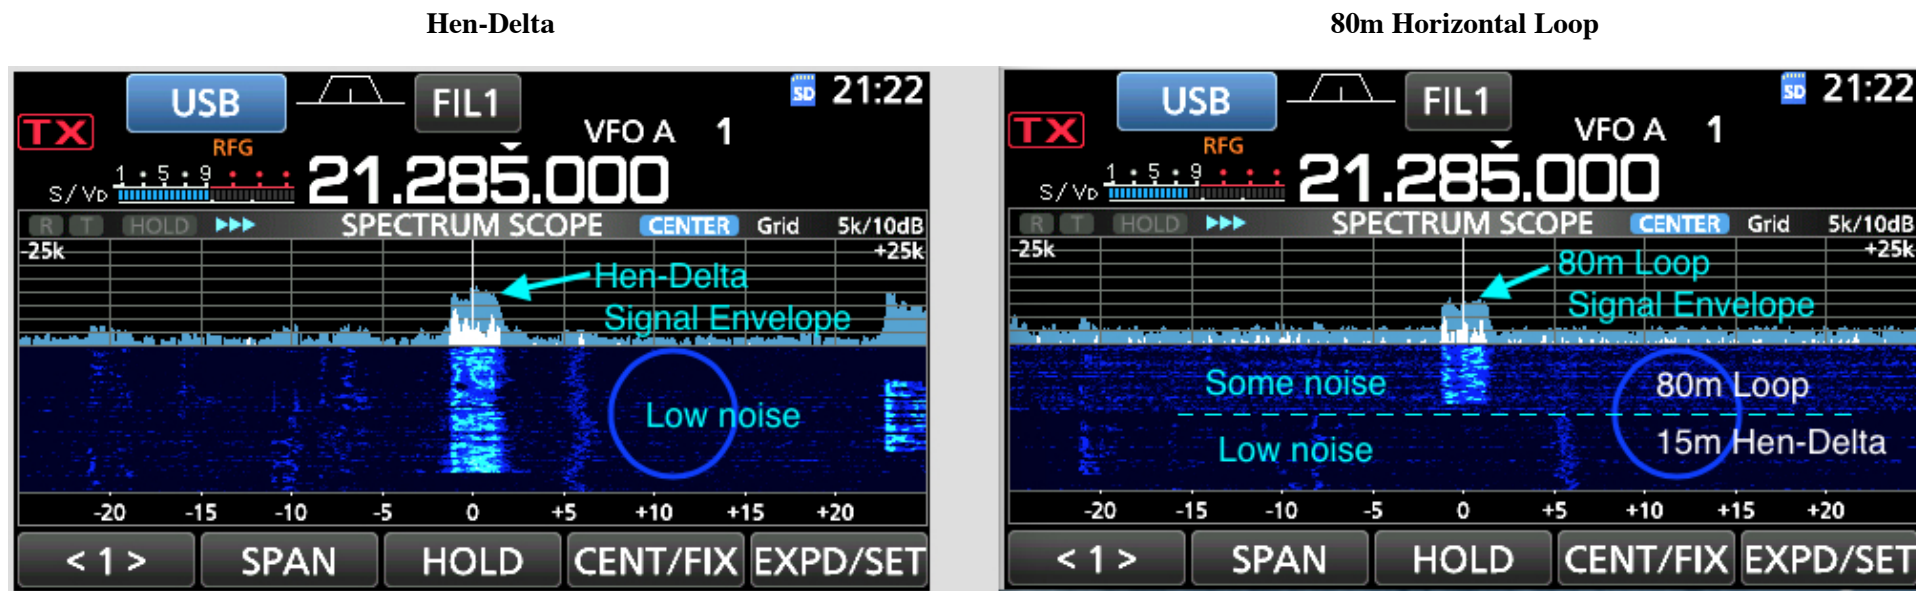 Hen-Delta
USB FIL1 SD 21:22
TX VFO A 1
RFG
1 5 9 21.285.000
S/VD
R T HOLD SPECTRUM SCOPE CENTER Grid 5k/10dB
-25k +25k
Hen-Delta
Signal Envelope
Low noise
-20 -15 -10 -5 0 +5 +10 +15 +20
< 1 > SPAN HOLD CENT/FIX EXPD/SET
80m Horizontal Loop
USB FIL1 SD 21:22
TX VFO A 1
RFG
1 5 9 21.285.000
S/VD
R T HOLD SPECTRUM SCOPE CENTER Grid 5k/10dB
-25k +25k
80m Loop
Signal Envelope
Some noise 80m Loop
Low noise 15m Hen-Delta
-20 -15 -10 -5 0 +5 +10 +15 +20
< 1 > SPAN HOLD CENT/FIX EXPD/SET